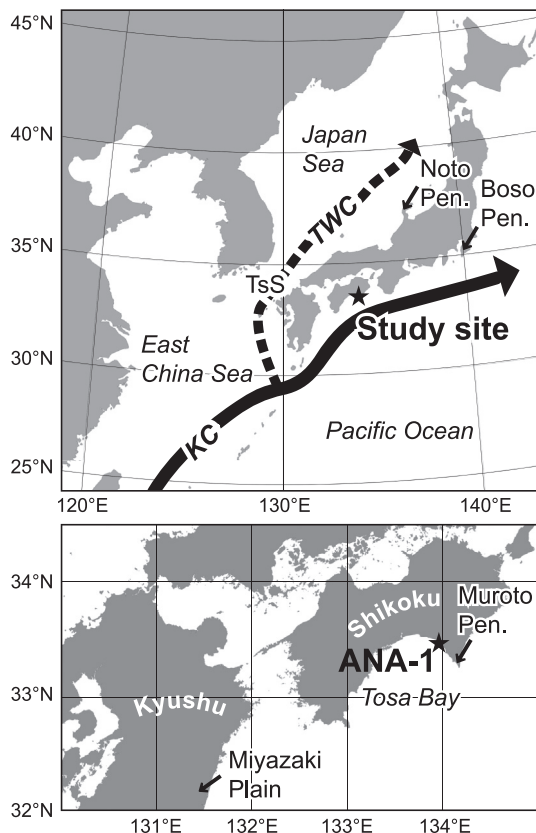 45°N
40°N
35°N
30°N
25°N
120°E
130°E
140°E
Japan
Sea
Noto
Pen.
Boso
Pen.
TWC
TsS
Study site
East
China Sea
KC
Pacific Ocean
34°N
33°N
32°N
131°E
132°E
133°E
134°E
Shikoku
Muroto
Pen.
ANA-1
Tosa Bay
Kyushu
Miyazaki
Plain